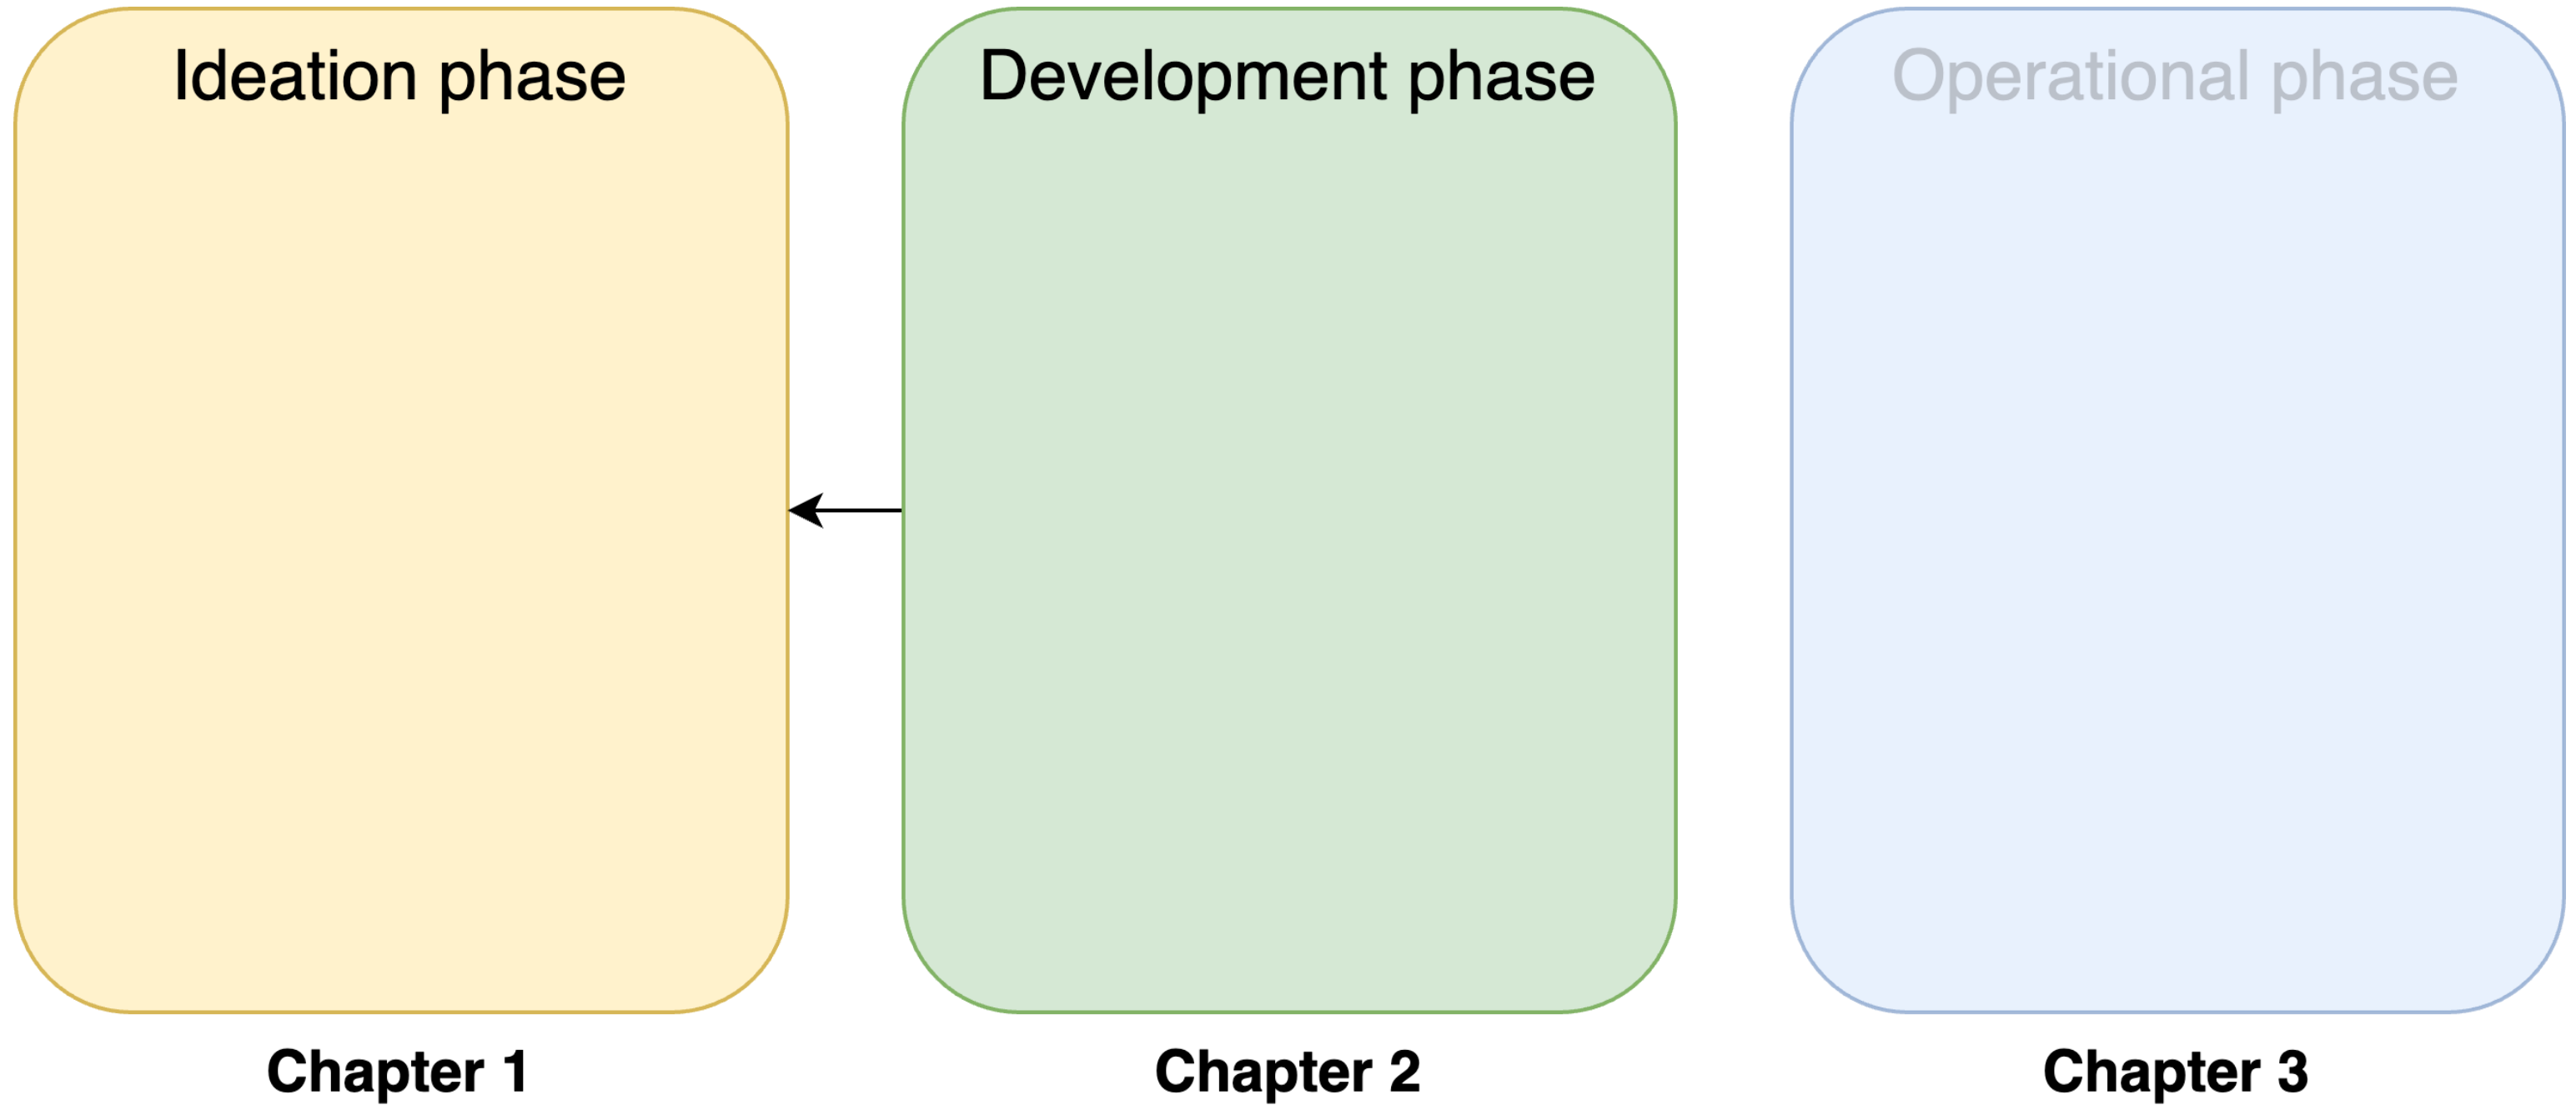 Ideation phase
Development phase
Operational phase
Chapter 1
Chapter 2
Chapter 3